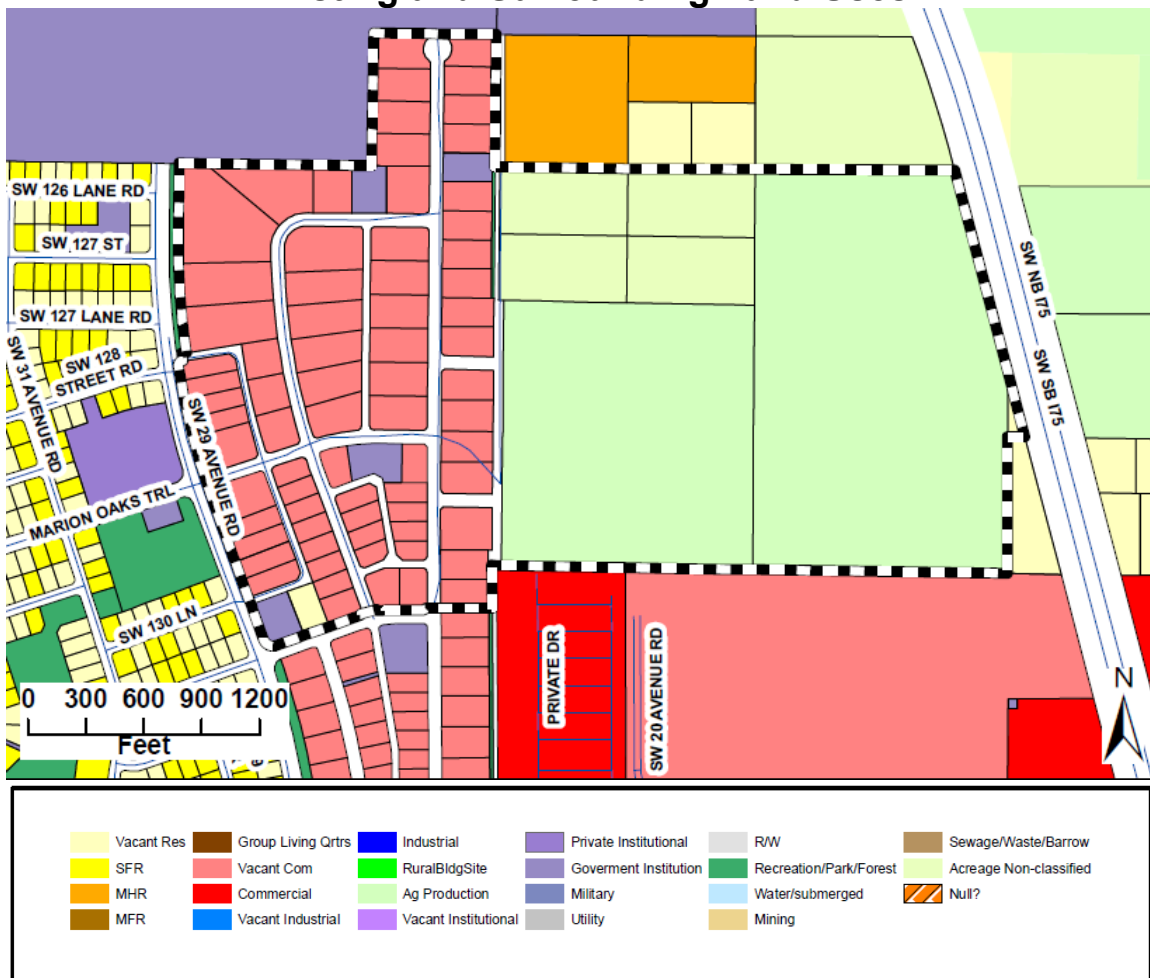 SW 126 LANE RD
SW 127 ST
SW 127 LANE RD
SW 128
STREET RD
SW 31 AVENUE RD
SW 29 AVENUE RD
MARION OAKS TRL
SW 130 LN
SW NB I75
SW SB I75
PRIVATE DR
SW 20 AVENUE RD
N
0 300 600 900 1200
Feet
Vacant Res
SFR
MHR
MFR
Group Living Qrtrs
Vacant Com
Commercial
Vacant Industrial
Industrial
RuralBldgSite
Ag Production
Vacant Institutional
Private Institutional
Goverment Institution
Military
Utility
R/W
Recreation/Park/Forest
Water/submerged
Mining
Sewage/Waste/Barrow
Acreage Non-classified
Null?